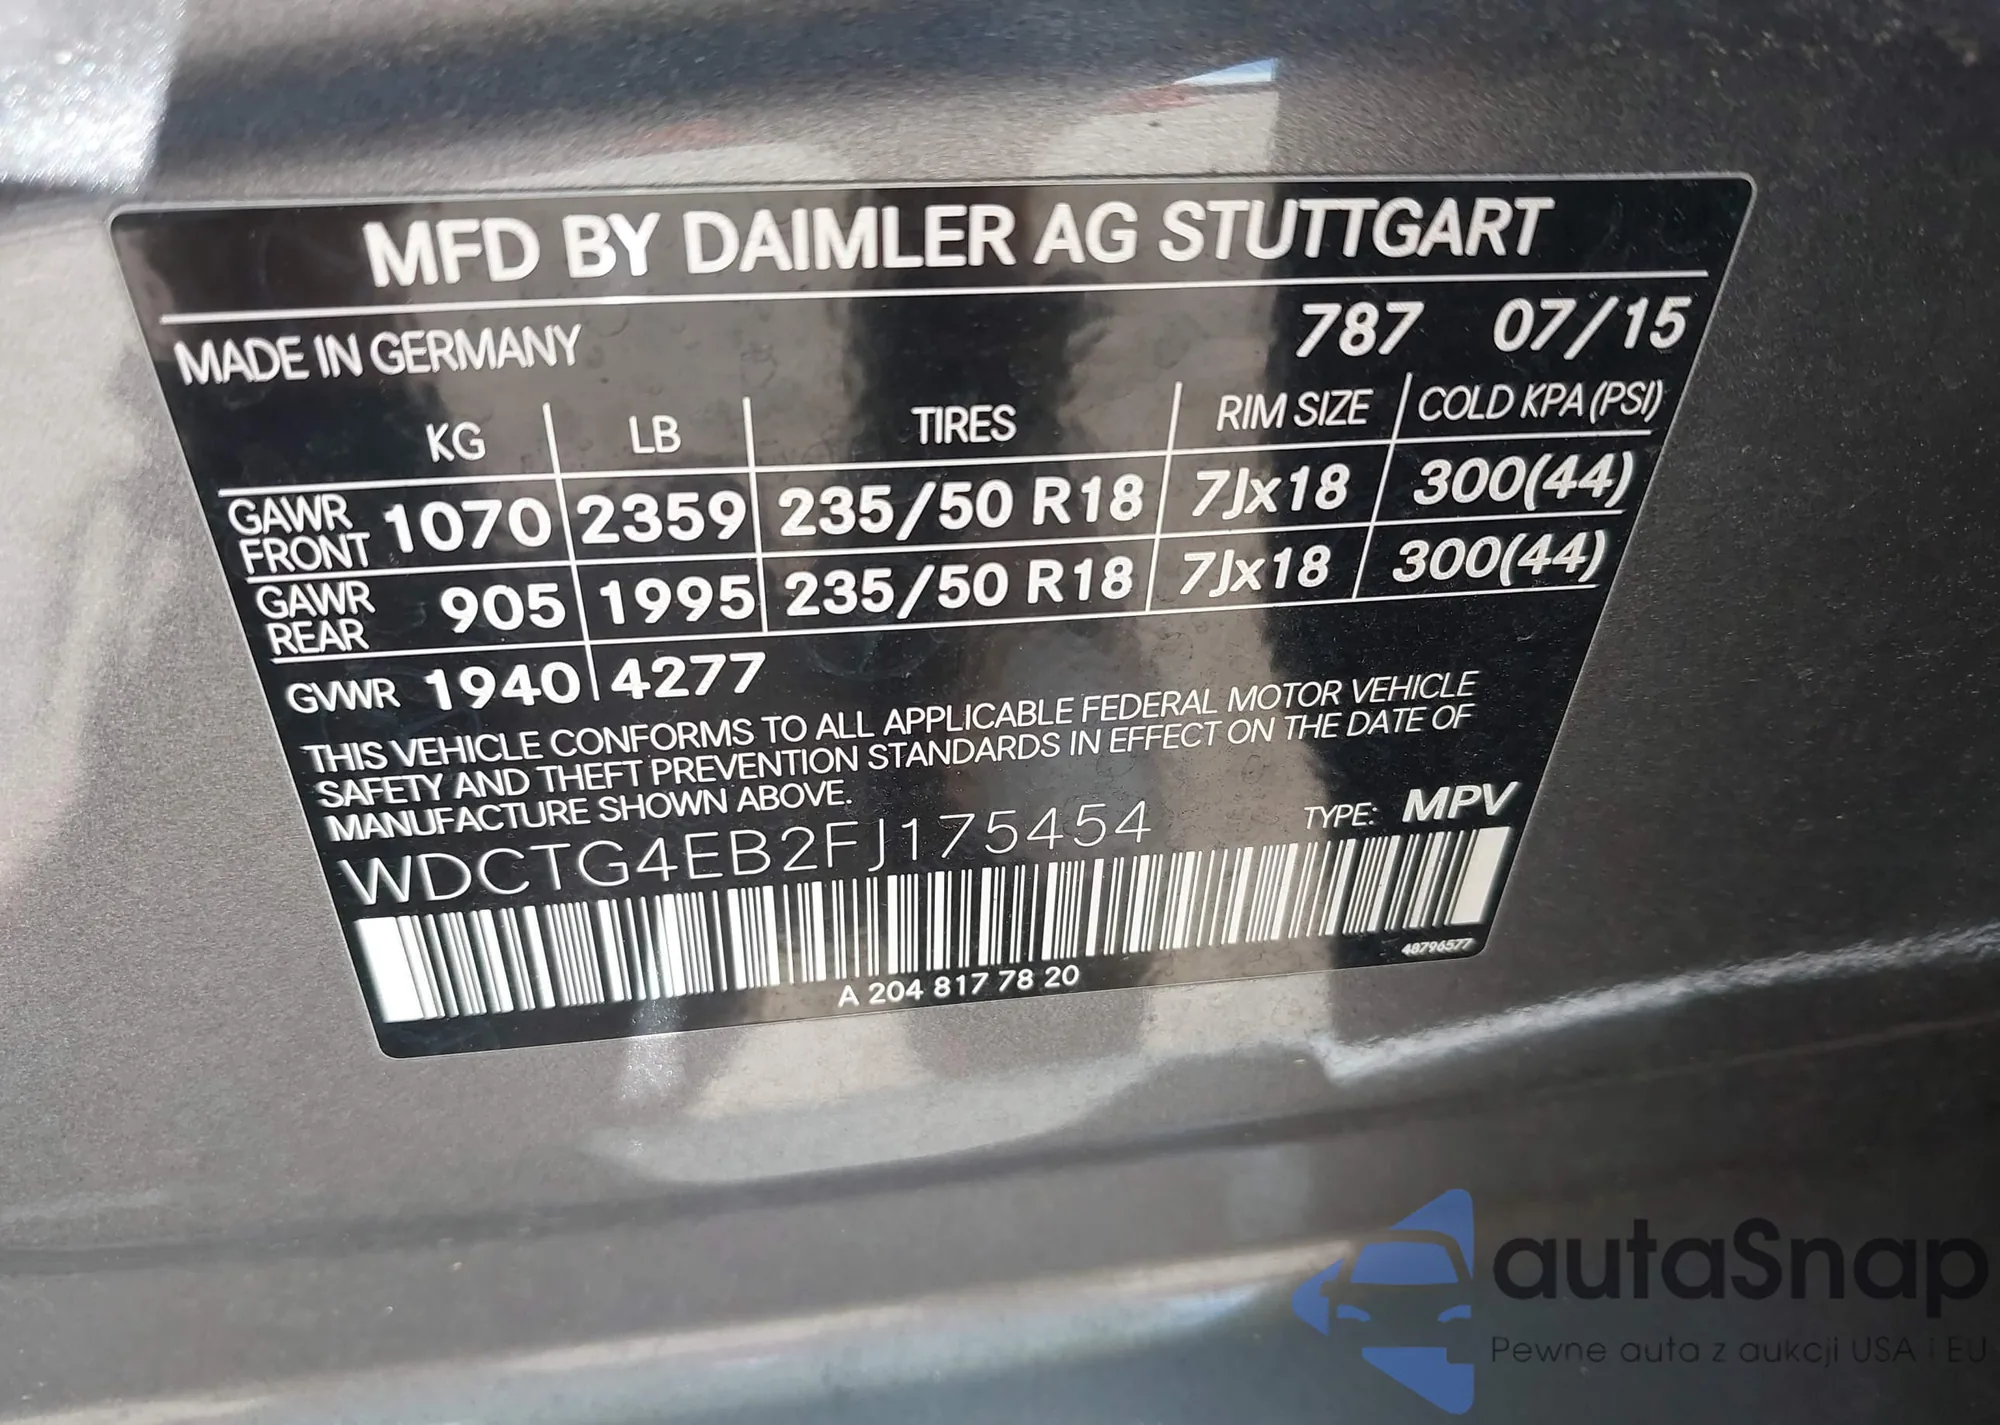 MFD BY DAIMLER AG STUTTGART
MADE IN GERMANY 787 07/15
KG LB TIRES RIM SIZE COLD KPA (PSI)
GAWR FRONT 1070 2359 235/50 R18 7Jx18 300(44)
GAWR REAR 905 1995 235/50 R18 7Jx18 300(44)
GVWR 1940 4277
THIS VEHICLE CONFORMS TO ALL APPLICABLE FEDERAL MOTOR VEHICLE
SAFETY AND THEFT PREVENTION STANDARDS IN EFFECT ON THE DATE OF
MANUFACTURE SHOWN ABOVE.
WDCTG4EB2FJ175454 TYPE: MPV
48796577
A 204 817 78 20
autaSnap
Pewne auta z aukcji USA i EU